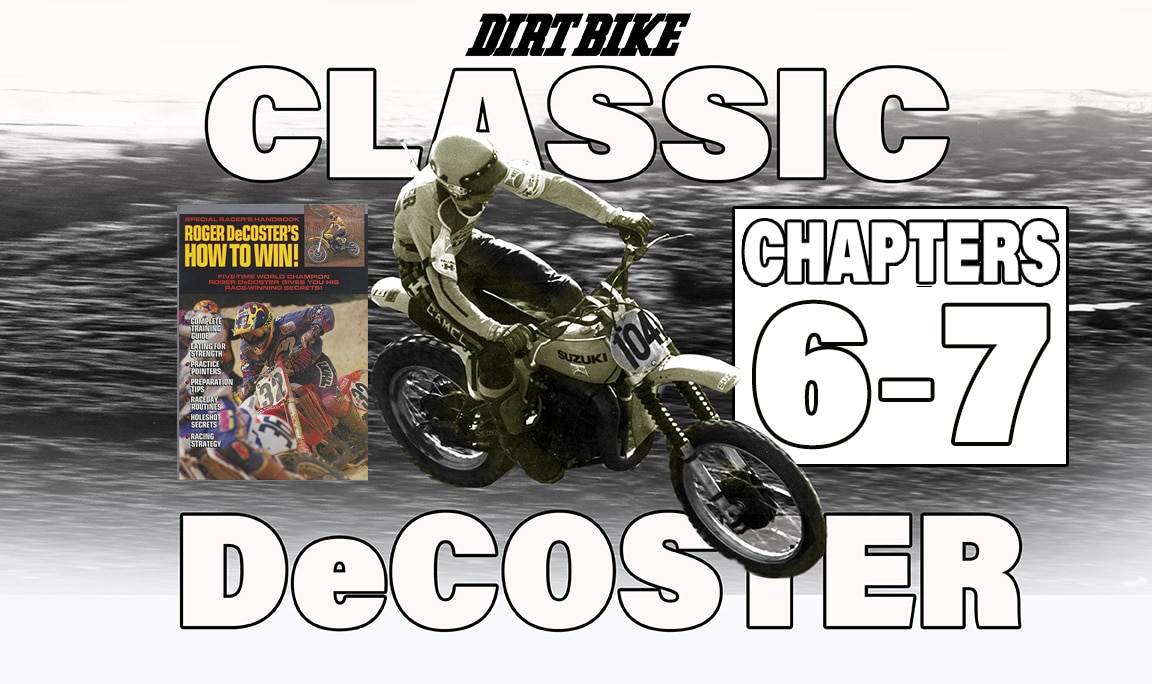 DIRT BIKE
CLASSIC
SPECIAL RACER'S HANDBOOK
ROGER DeCOSTER'S
HOW TO WIN!
FIVE-TIME WORLD CHAMPION
ROGER DeCOSTER GIVES YOU HIS
RACE-WINNING SECRETS!
COMPLETE
TRAINING
GUIDE
EATING FOR
STRENGTH
PRACTICE
POINTERS
PREPARATION
TIPS
RACEDAY
ROUTINES
HOLESHOT
SECRETS
RACING
STRATEGY
SUZUKI
104
CHAPTERS
6-7
DeCOSTER